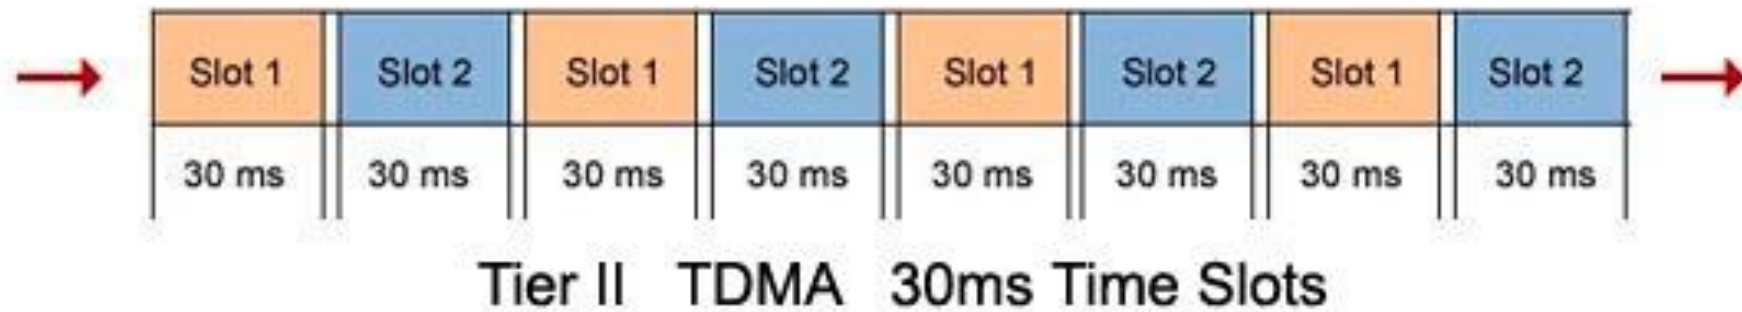 Slot 1 Slot 2 Slot 1 Slot 2 Slot 1 Slot 2 Slot 1 Slot 2
30 ms 30 ms 30 ms 30 ms 30 ms 30 ms 30 ms 30 ms
Tier II TDMA 30ms Time Slots